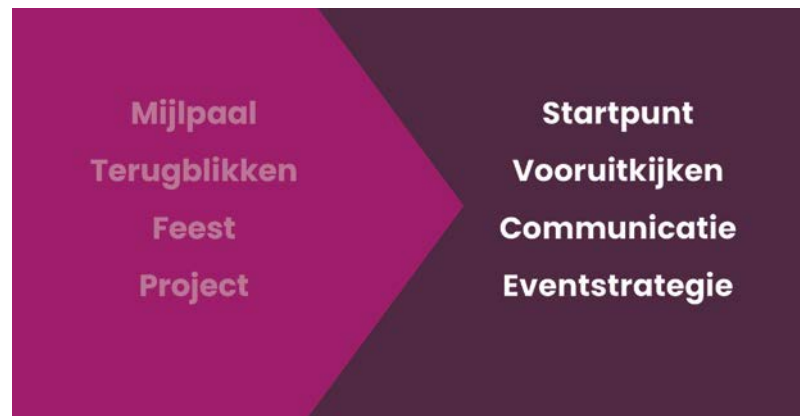 Mijlpaal
Terugblikken
Feest
Project
Startpunt
Vooruitkijken
Communicatie
Eventstrategie